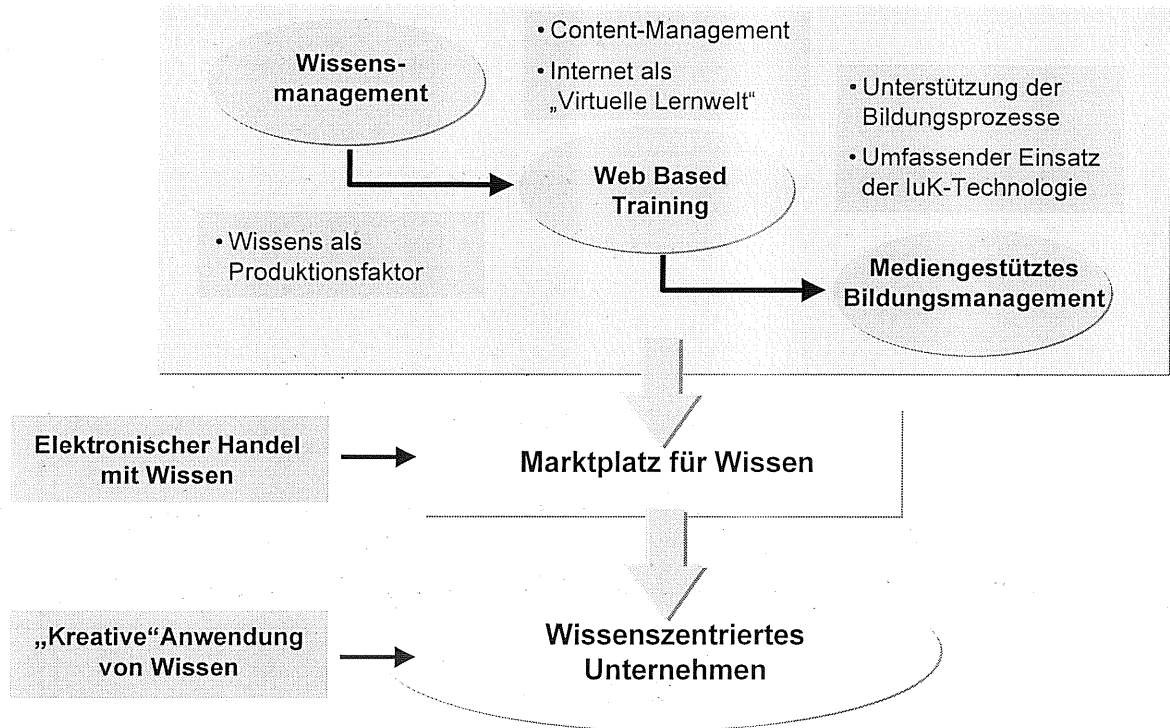 Wissens-
management
• Content-Management
• Internet als
„Virtuelle Lernwelt“
• Unterstützung der
Bildungsprozesse
• Umfassender Einsatz
der IuK-Technologie
Web Based
Training
• Wissens als
Produktionsfaktor
Mediengestütztes
Bildungsmanagement
Elektronischer Handel
mit Wissen
Marktplatz für Wissen
„Kreative“Anwendung
von Wissen
Wissenszentriertes
Unternehmen